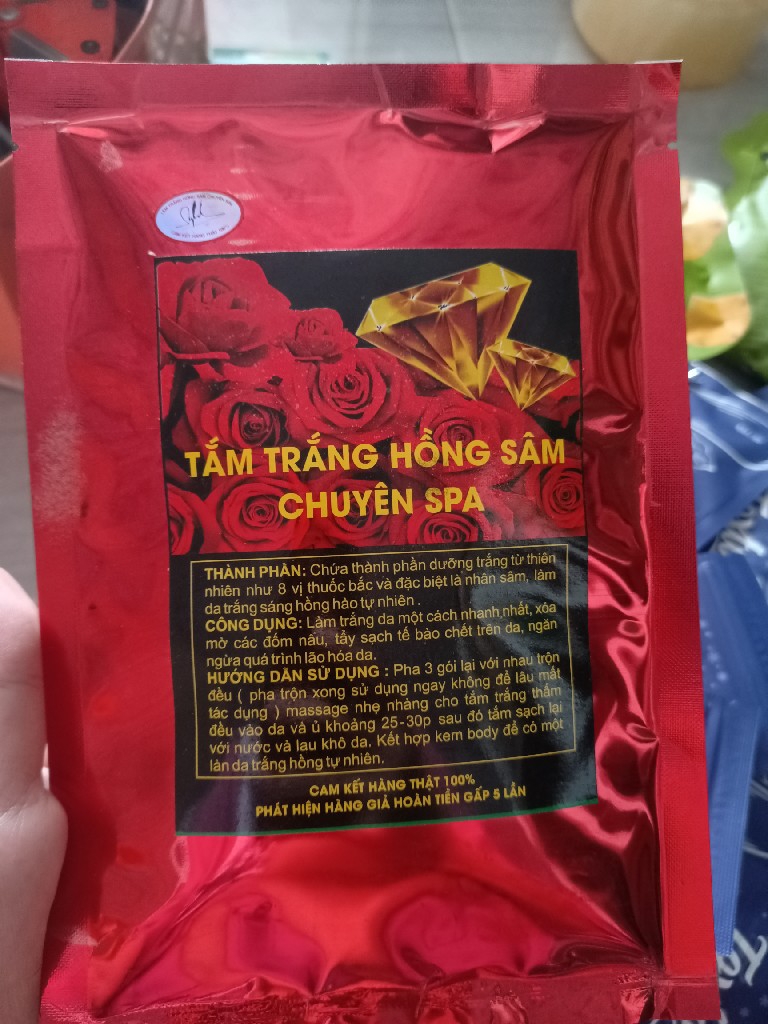 TẮM TRẮNG HỒNG SÂM
CHUYÊN SPA
THÀNH PHẦN: Chứa thành phần dưỡng trắng từ thiên
nhiên như 8 vị thuốc bắc và đặc biệt là nhân sâm, làm
da trắng sáng hồng hào tự nhiên .
CÔNG DỤNG: Làm trắng da một cách nhanh nhất, xóa
mờ các đốm nâu, tẩy sạch tế bào chết trên da, ngăn
ngừa quá trình lão hóa da.
HƯỚNG DẪN SỬ DỤNG : Pha 3 gói lại với nhau trộn
đều ( pha trộn xong sử dụng ngay không để lâu mất
tác dụng ) massage nhẹ nhàng cho tắm trắng thấm
đều vào da và ủ khoảng 25-30p sau đó tắm sạch lại
với nước và lau khô da. Kết hợp kem body để có một
làn da trắng hồng tự nhiên.
CAM KẾT HÀNG THẬT 100%
PHÁT HIỆN HÀNG GIẢ HOÀN TIỀN GẤP 5 LẦN